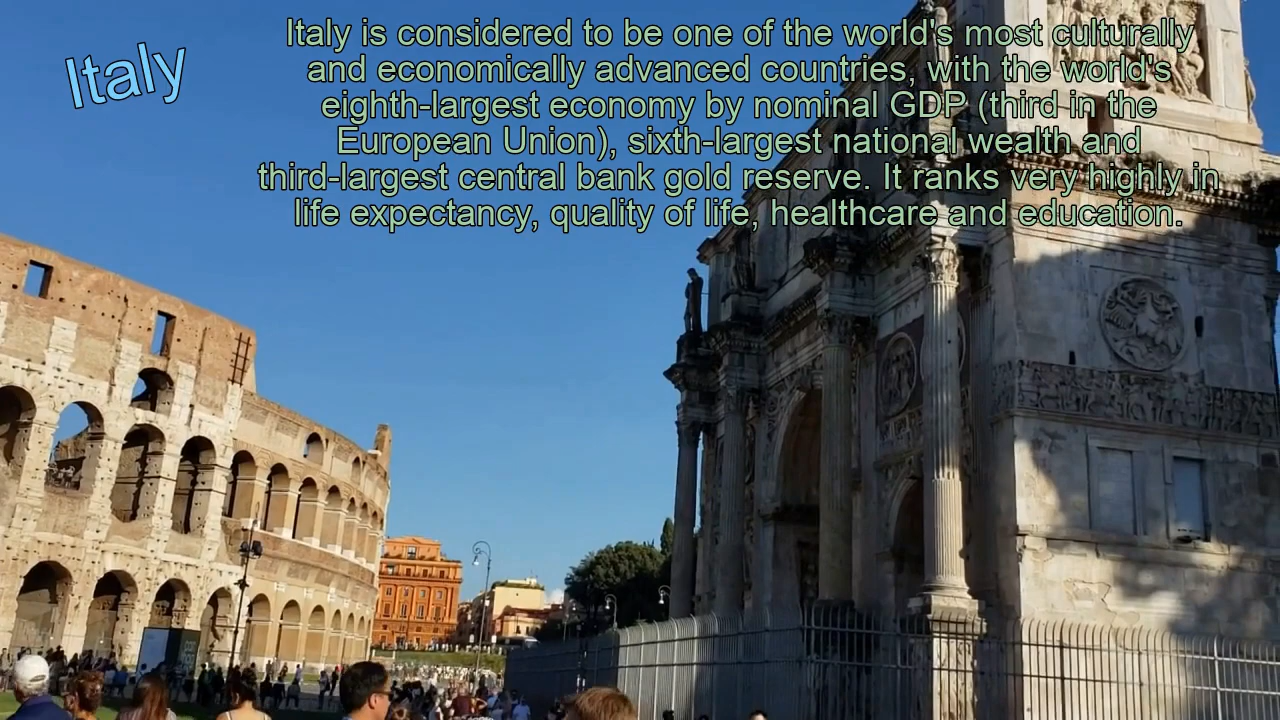 Italy
Italy is considered to be one of the world's most culturally
and economically advanced countries, with the world's
eighth-largest economy by nominal GDP (third in the
European Union), sixth-largest national wealth and
third-largest central bank gold reserve. It ranks very highly in
life expectancy, quality of life, healthcare and education.